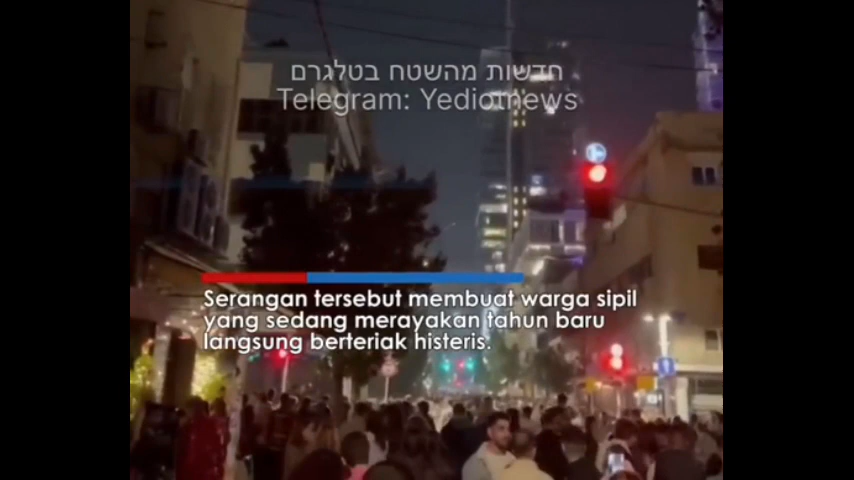 חדשות מהשטח בטלגרם
Telegram: Yediotnews
Serangan tersebut membuat warga sipil
yang sedang merayakan tahun baru
langsung berteriak histeris.